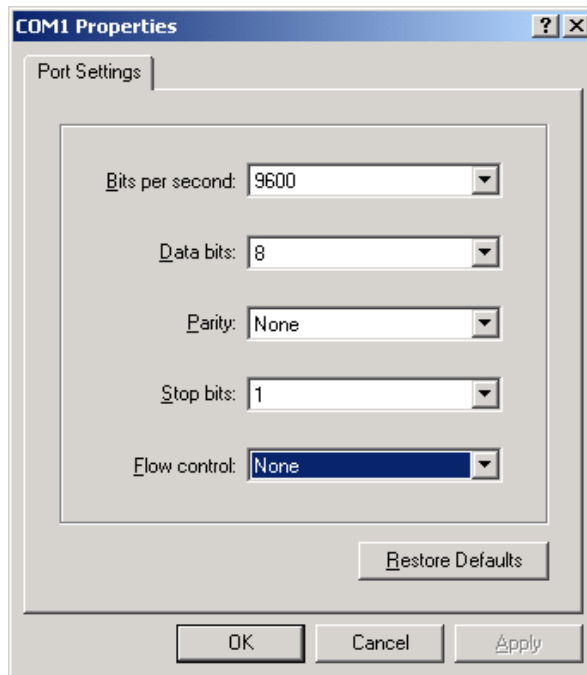 COM1 Properties
Port Settings
Bits per second: 9600
Data bits: 8
Parity: None
Stop bits: 1
Flow control: None
Restore Defaults
OK Cancel Apply